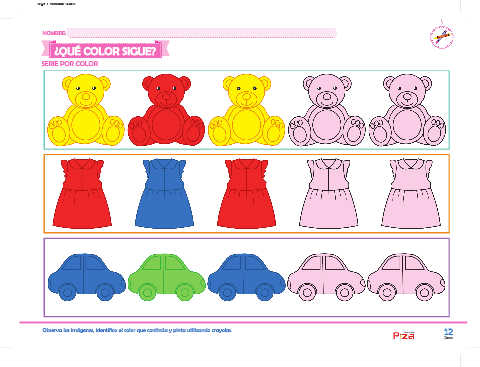 NOMBRE:
¿QUÉ COLOR SIGUE?
SERIE POR COLOR
Observa las imágenes, identifica el color que continúa y pinta utilizando crayolas.
Pizá
12